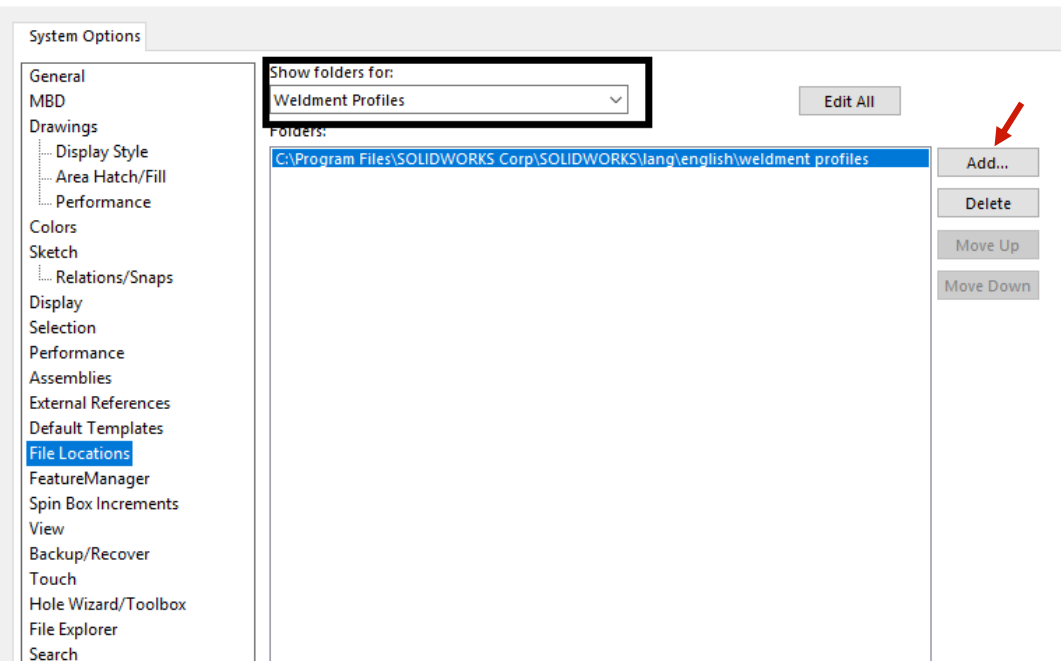 System Options
General
MBD
Drawings
Display Style
Area Hatch/Fill
Performance
Colors
Sketch
Relations/Snaps
Display
Selection
Performance
Assemblies
External References
Default Templates
File Locations
FeatureManager
Spin Box Increments
View
Backup/Recover
Touch
Hole Wizard/Toolbox
File Explorer
Search
Show folders for:
Weldment Profiles
Edit All
Folders:
C:\Program Files\SOLIDWORKS Corp\SOLIDWORKS\lang\english\weldment profiles
Add...
Delete
Move Up
Move Down